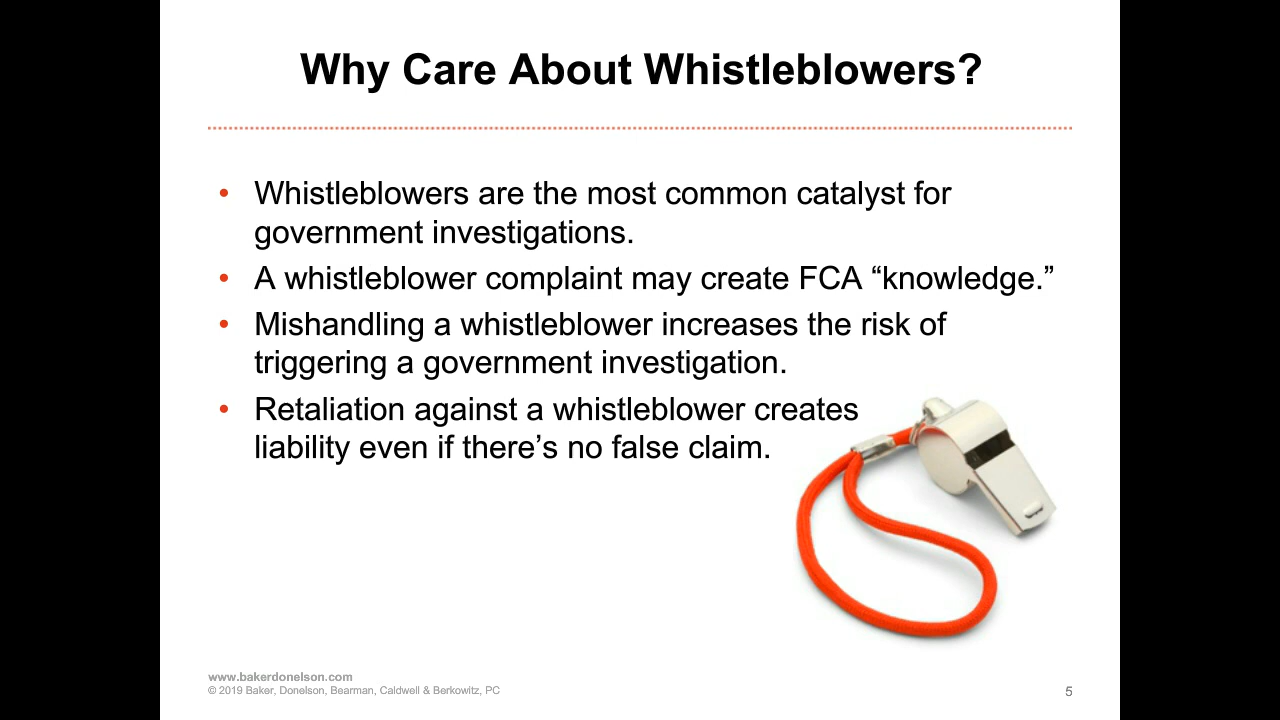 Why Care About Whistleblowers?
• Whistleblowers are the most common catalyst for
government investigations.
• A whistleblower complaint may create FCA “knowledge.”
• Mishandling a whistleblower increases the risk of
triggering a government investigation.
• Retaliation against a whistleblower creates
liability even if there’s no false claim.
www.bakerdonelson.com
© 2019 Baker, Donelson, Bearman, Caldwell & Berkowitz, PC
5